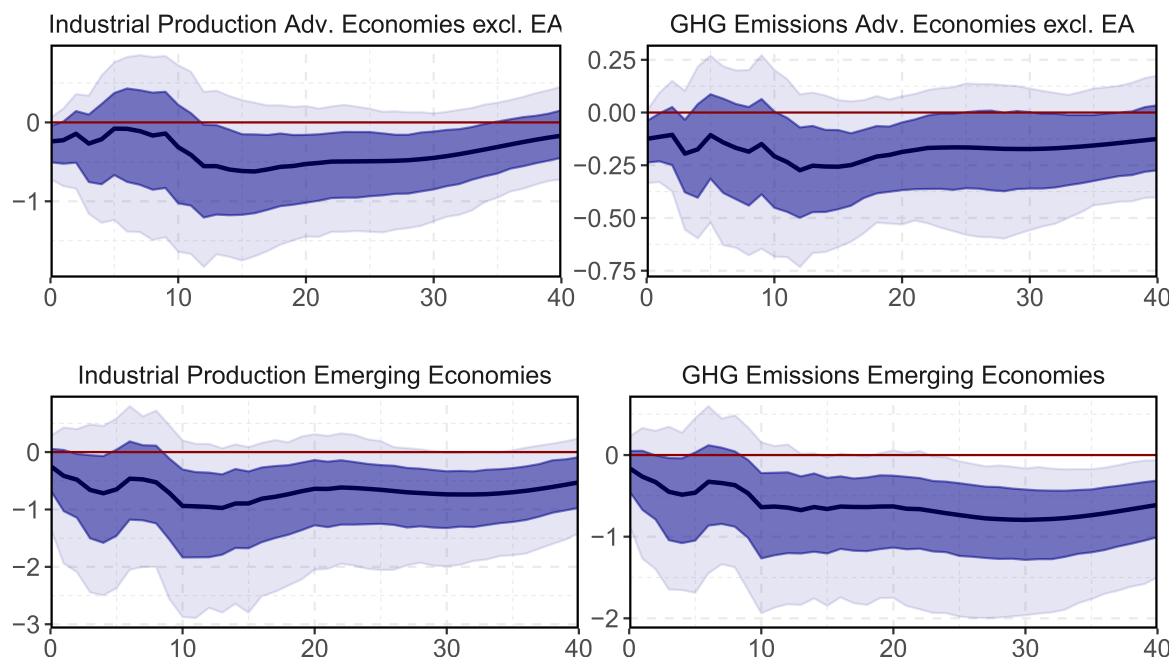 Industrial Production Adv. Economies excl. EA
GHG Emissions Adv. Economies excl. EA
0
−1
0 10 20 30 40
0.25
0.00
−0.25
−0.50
−0.75
0 10 20 30 40
Industrial Production Emerging Economies
GHG Emissions Emerging Economies
0
−1
−2
−3
0 10 20 30 40
0
−1
−2
0 10 20 30 40